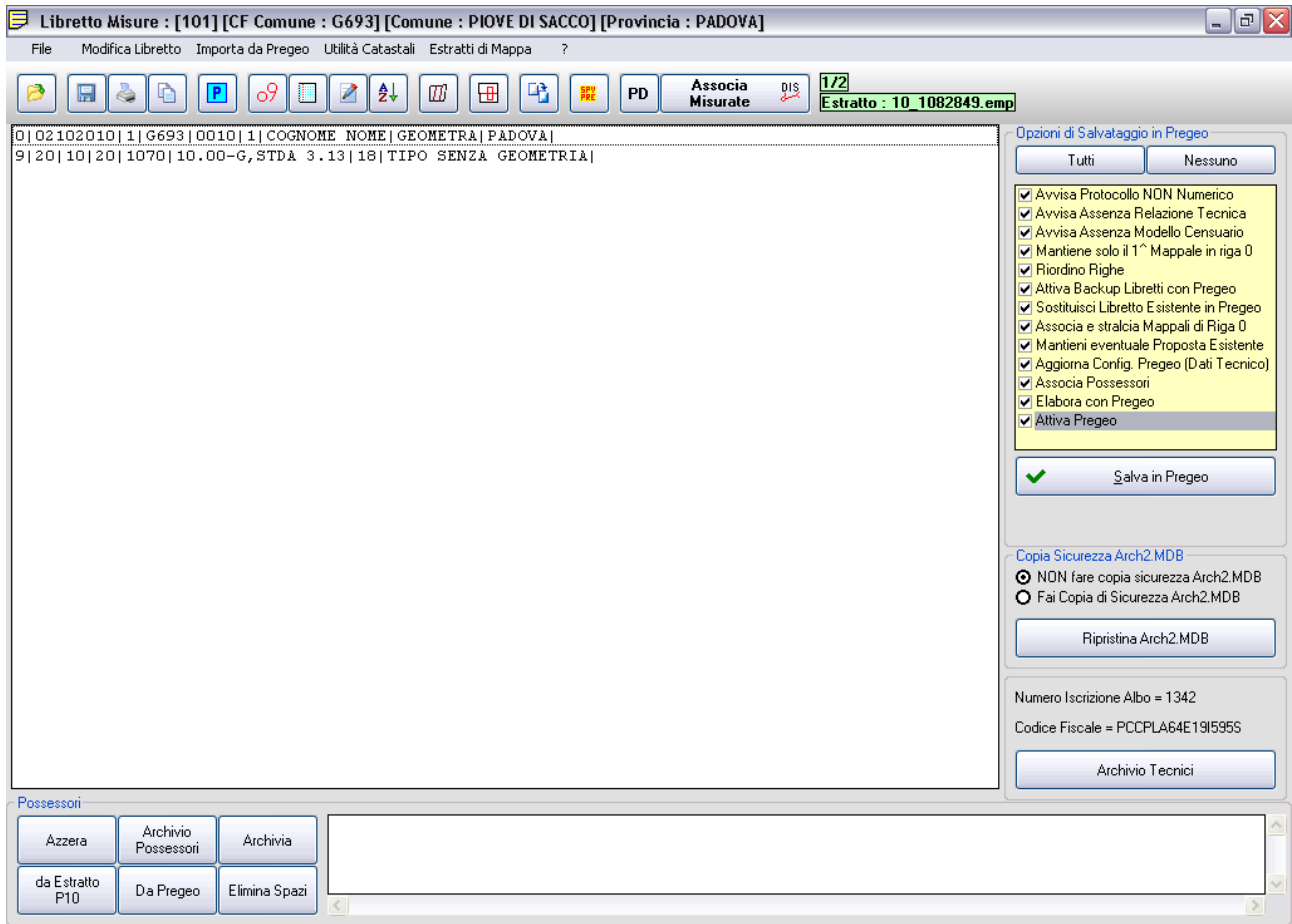 Libretto Misure : [101] [CF Comune : G693] [Comune : PIOVE DI SACCO] [Provincia : PADOVA]
File Modifica Libretto Importa da Pregeo Utilità Catastali Estratti di Mappa ?
P
SPY PRE
PD
Associa Misurate
DIS
1/2
Estratto : 10_1082849.emp
0|02102010|1|G693|0010|1|COGNOME NOME|GEOMETRA|PADOVA|
9|20|10|20|1070|10.00-G,STDA 3.13|18|TIPO SENZA GEOMETRIA|
Opzioni di Salvataggio in Pregeo
Tutti Nessuno
Avvisa Protocollo NON Numerico
Avvisa Assenza Relazione Tecnica
Avvisa Assenza Modello Censuario
Mantiene solo il 1^ Mappale in riga 0
Riordino Righe
Attiva Backup Libretti con Pregeo
Sostituisci Libretto Esistente in Pregeo
Associa e stralcia Mappali di Riga 0
Mantieni eventuale Proposta Esistente
Aggiorna Config. Pregeo (Dati Tecnico)
Associa Possessori
Elabora con Pregeo
Attiva Pregeo
Salva in Pregeo
Copia Sicurezza Arch2.MDB
NON fare copia sicurezza Arch2.MDB
Fai Copia di Sicurezza Arch2.MDB
Ripristina Arch2.MDB
Numero Iscrizione Albo = 1342
Codice Fiscale = PCCPLA64E19I595S
Archivio Tecnici
Possessori
Azzera
Archivio Possessori
Archivia
da Estratto P10
Da Pregeo
Elimina Spazi